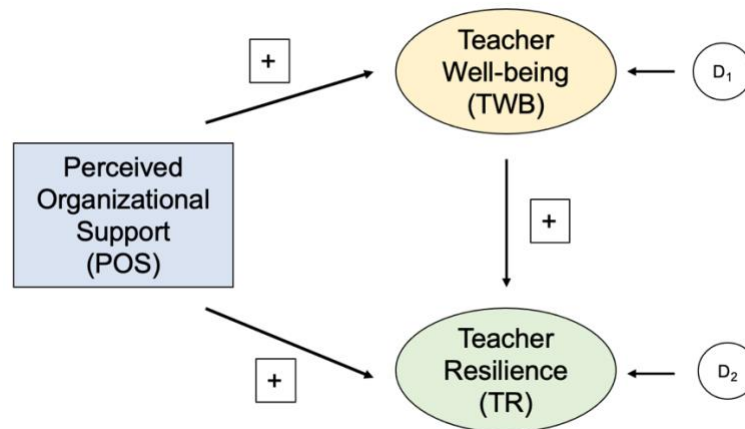 Teacher
Well-being
(TWB)
D₁
+
Perceived
Organizational
Support
(POS)
+
+
Teacher
Resilience
(TR)
D₂